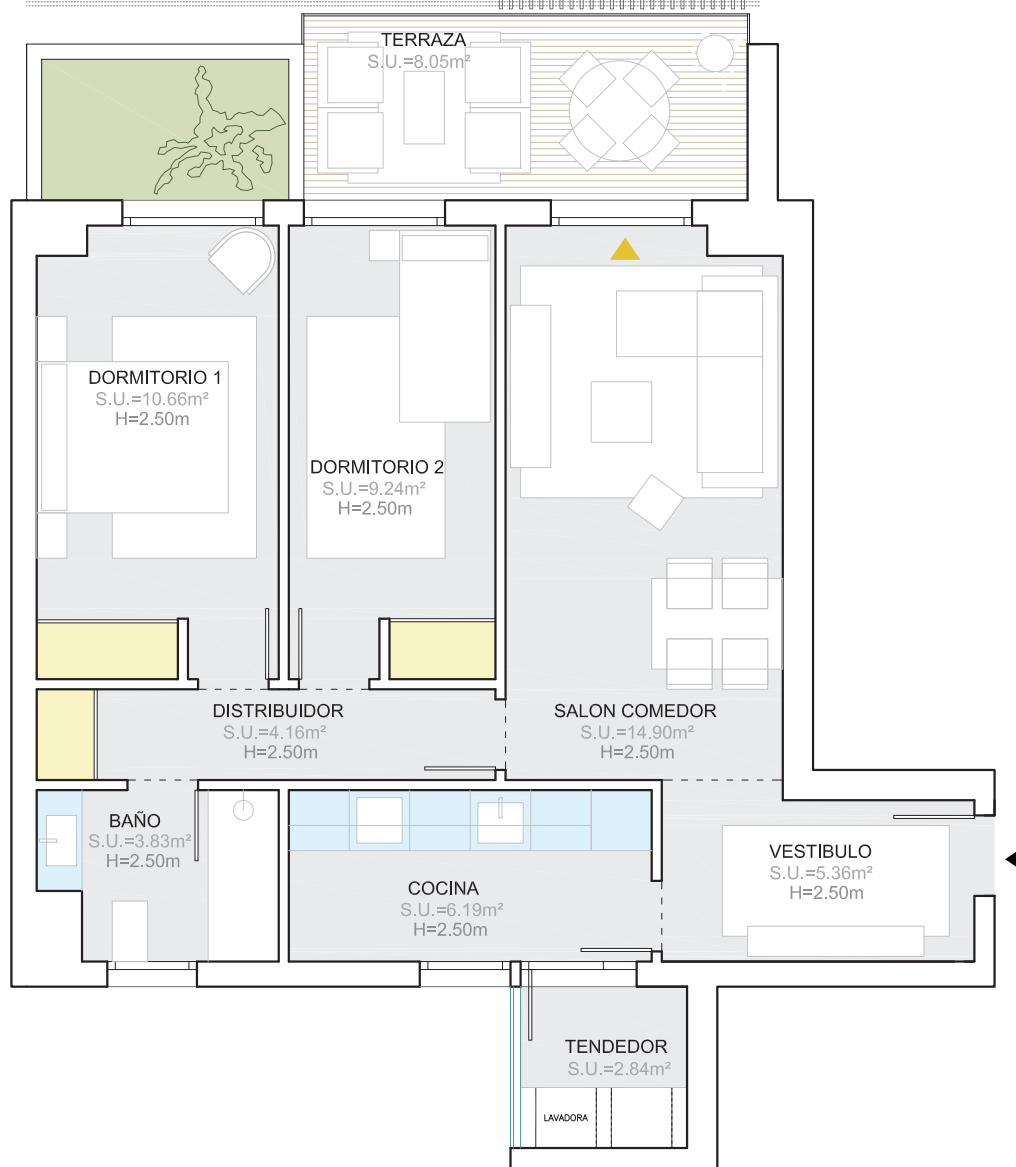 TERRAZA
S.U.=8.05m²
DORMITORIO 1
S.U.=10.66m²
H=2.50m
DORMITORIO 2
S.U.=9.24m²
H=2.50m
DISTRIBUIDOR
S.U.=4.16m²
H=2.50m
SALON COMEDOR
S.U.=14.90m²
H=2.50m
BAÑO
S.U.=3.83m²
H=2.50m
COCINA
S.U.=6.19m²
H=2.50m
VESTIBULO
S.U.=5.36m²
H=2.50m
TENDEDOR
S.U.=2.84m²
LAVADORA